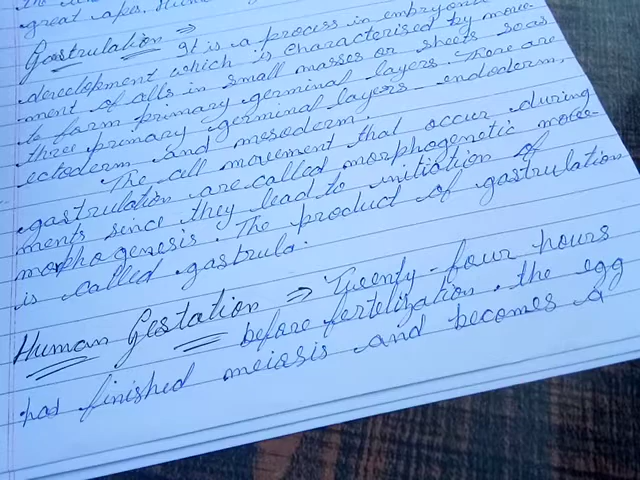 great apes. Human
Gastrulation ⇒ It is a process in embryonic
development which is characterised by move-
ment of cells in small masses or sheets so as
to form primary germinal layers. There are
three primary germinal layers - endoderm,
ectoderm and mesoderm.
The cell movement that occur during
gastrulation are called morphogenetic move-
ments since they lead to initiation of
morphogenesis. The product of gastrulation
is called gastrula.
Human Gestation ⇒ Twenty-four hours
before fertelization, the egg
has finished meiosis and becomes a